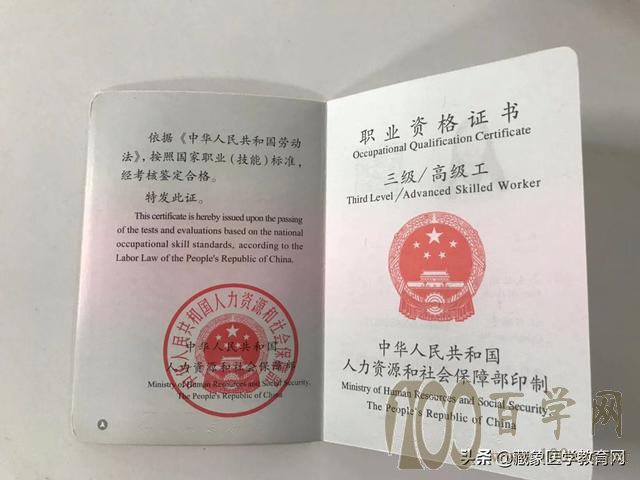 依据《中华人民共和国劳动
法》，按照国家职业（技能）标准，
经考核鉴定合格。
特发此证。
This certificate is hereby issued upon the passing
of the tests and evaluations based on the national
occupational skill standards, according to the
Labor Law of the People's Republic of China.
中华人民共和国人力资源和社会保障部
中华人民共和国
人力资源和社会保障部
Ministry of Human Resources and Social Security,
The People's Republic of China
职业资格证书
Occupational Qualification Certificate
三级/高级工
Third Level/Advanced Skilled Worker
中华人民共和国
人力资源和社会保障部印制
Ministry of Human Resources and Social Security
The People's Republic of China
100百学网
头条@藏象医学教育网